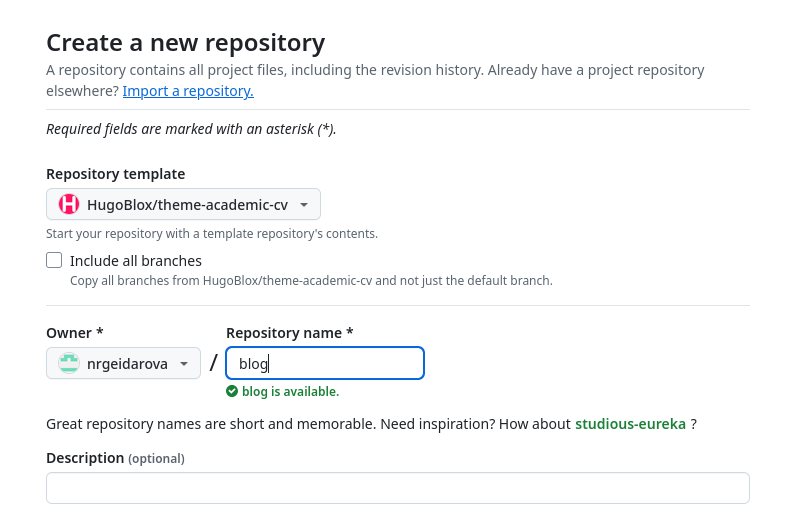 Create a new repository
A repository contains all project files, including the revision history. Already have a project repository
elsewhere? Import a repository.
Required fields are marked with an asterisk (*).
Repository template
HugoBlox/theme-academic-cv
Start your repository with a template repository's contents.
Include all branches
Copy all branches from HugoBlox/theme-academic-cv and not just the default branch.
Owner * Repository name *
nrgeidarova / blog
blog is available.
Great repository names are short and memorable. Need inspiration? How about studious-eureka ?
Description (optional)